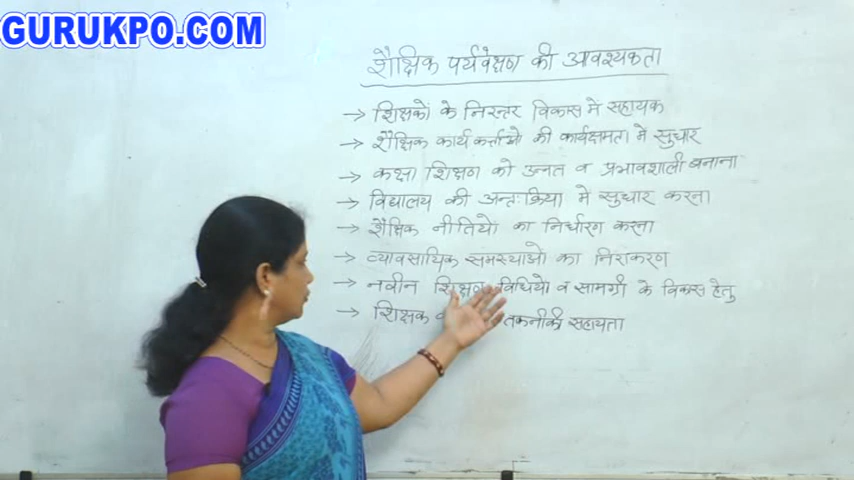 GURUKPO.COM
शैक्षिक पर्यवेक्षण की आवश्यकता
→ शिक्षकों के निरन्तर विकास मे सहायक
→ शैक्षिक कार्य कर्त्ताओ की कार्यक्षमता मे सुधार
→ कक्षा शिक्षण को उन्नत व प्रभावशाली बनाना
→ विद्यालय की अन्तःक्रिया मे सुधार करना
→ शैक्षिक नीतियो का निर्धारण करना
→ व्यावसायिक समस्याओ का निराकरण
→ नवीन शिक्षण विधियो व सामग्री के विकास हेतु
→ शिक्षक तकनीकी सहायता